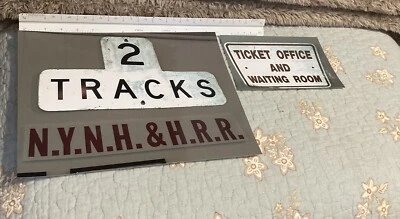 2
TRACKS
N.Y.N.H. & H.R.R.
TICKET OFFICE
AND
WAITING ROOM